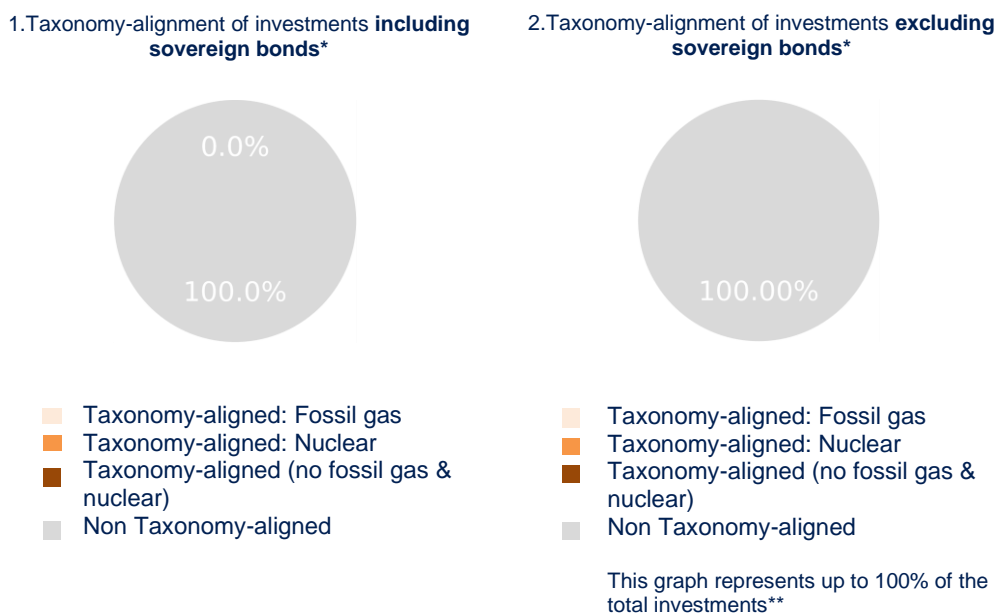 1.Taxonomy-alignment of investments including
sovereign bonds*
0.0%
100.0%
Taxonomy-aligned: Fossil gas
Taxonomy-aligned: Nuclear
Taxonomy-aligned (no fossil gas &
nuclear)
Non Taxonomy-aligned
2.Taxonomy-alignment of investments excluding
sovereign bonds*
100.00%
Taxonomy-aligned: Fossil gas
Taxonomy-aligned: Nuclear
Taxonomy-aligned (no fossil gas &
nuclear)
Non Taxonomy-aligned
This graph represents up to 100% of the
total investments**